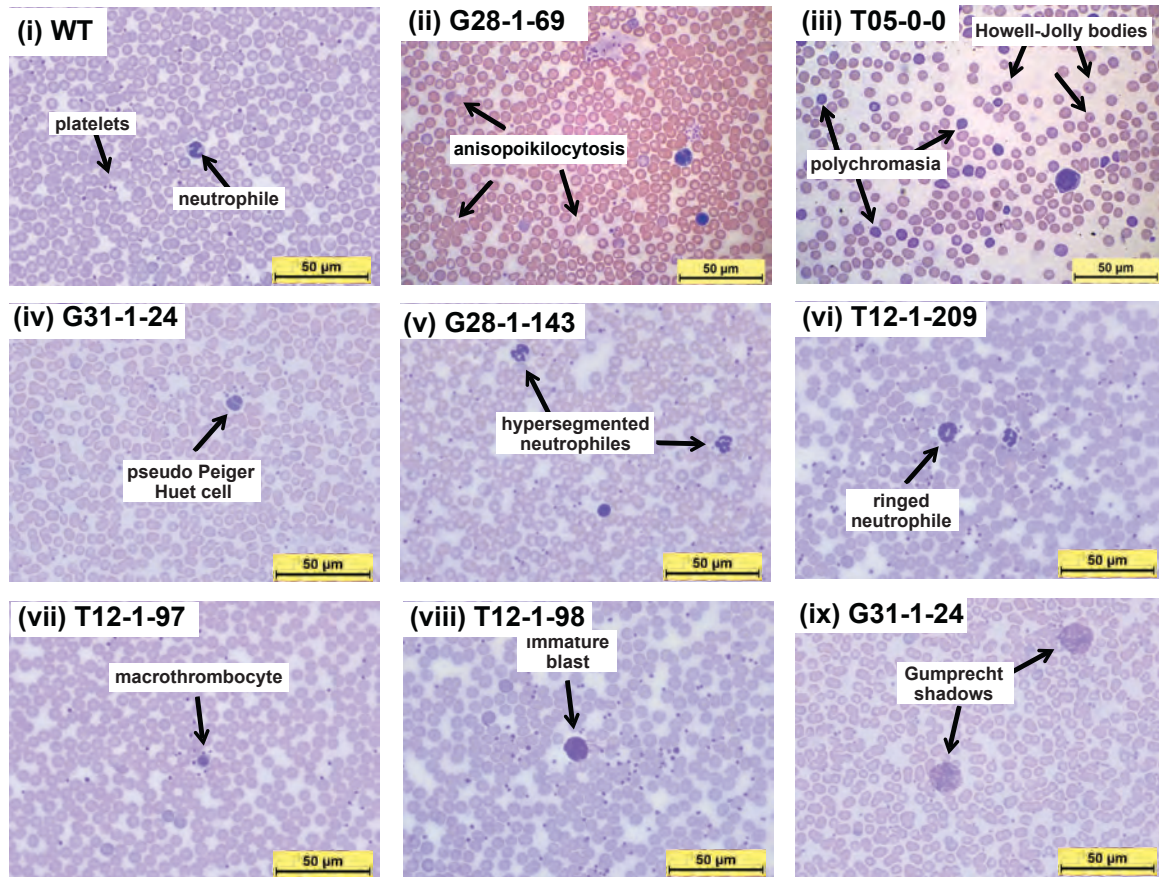 (i) WT
platelets
neutrophile
50 µm
(ii) G28-1-69
anisopoikilocytosis
50 µm
(iii) T05-0-0
Howell-Jolly bodies
polychromasia
50 µm
(iv) G31-1-24
pseudo Peiger
Huet cell
50 µm
(v) G28-1-143
hypersegmented
neutrophiles
50 µm
(vi) T12-1-209
ringed
neutrophile
50 µm
(vii) T12-1-97
macrothrombocyte
50 µm
(viii) T12-1-98
immature
blast
50 µm
(ix) G31-1-24
Gumprecht
shadows
50 µm